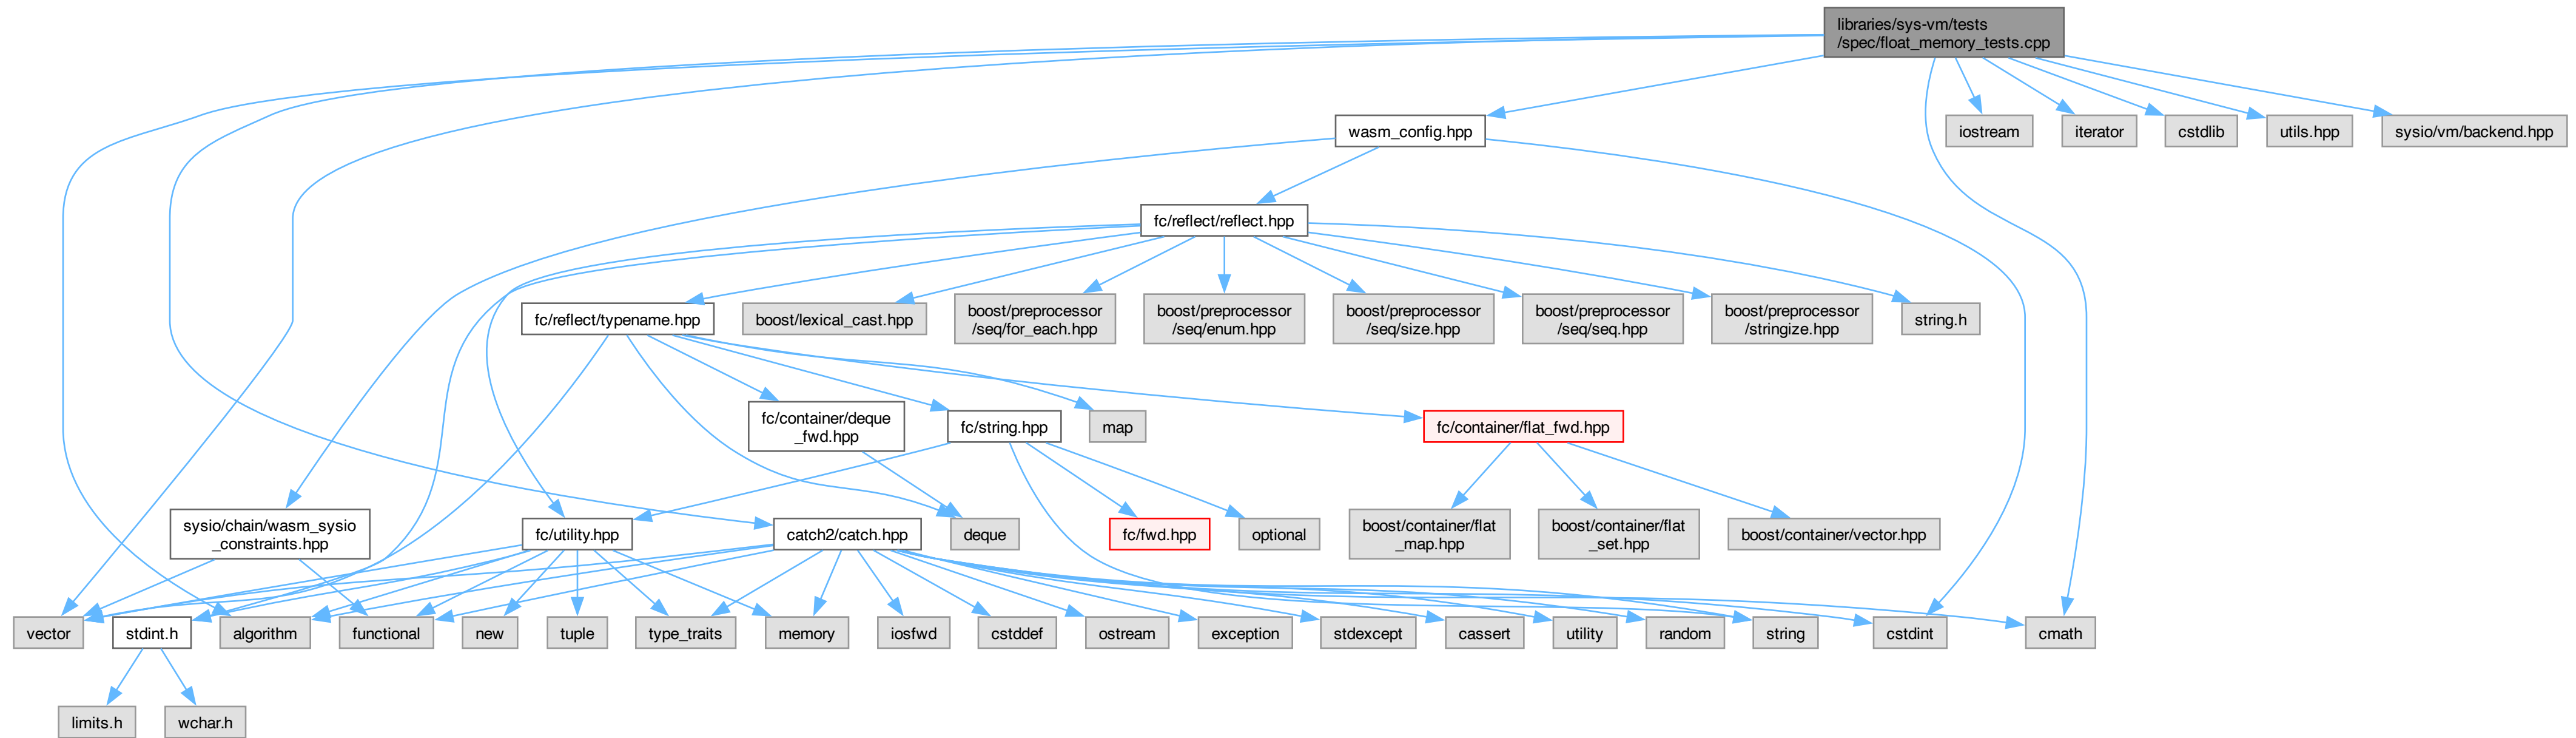 libraries/sys-vm/tests
/spec/float_memory_tests.cpp
wasm_config.hpp
iostream
iterator
cstdlib
utils.hpp
sysio/vm/backend.hpp
fc/reflect/reflect.hpp
fc/reflect/typename.hpp
boost/lexical_cast.hpp
boost/preprocessor
/seq/for_each.hpp
boost/preprocessor
/seq/enum.hpp
boost/preprocessor
/seq/size.hpp
boost/preprocessor
/seq/seq.hpp
boost/preprocessor
/stringize.hpp
string.h
fc/container/deque
_fwd.hpp
fc/string.hpp
map
fc/container/flat_fwd.hpp
sysio/chain/wasm_sysio
_constraints.hpp
fc/utility.hpp
catch2/catch.hpp
deque
fc/fwd.hpp
optional
boost/container/flat
_map.hpp
boost/container/flat
_set.hpp
boost/container/vector.hpp
vector
stdint.h
algorithm
functional
new
tuple
type_traits
memory
iosfwd
cstddef
ostream
exception
stdexcept
cassert
utility
random
string
cstdint
cmath
limits.h
wchar.h